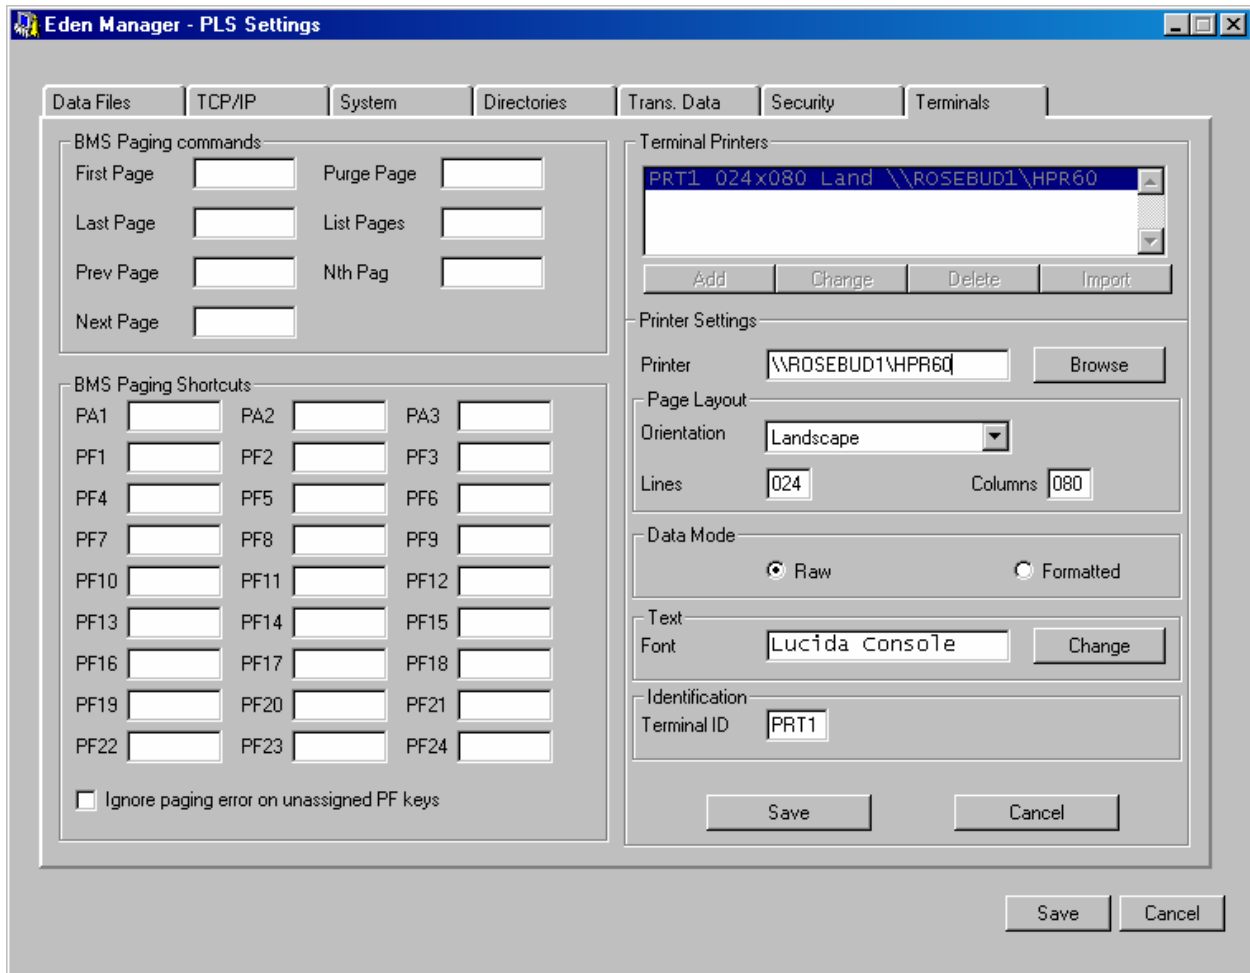 Eden Manager - PLS Settings
Data Files TCP/IP System Directories Trans. Data Security Terminals
BMS Paging commands
First Page Purge Page
Last Page List Pages
Prev Page Nth Pag
Next Page
BMS Paging Shortcuts
PA1 PA2 PA3
PF1 PF2 PF3
PF4 PF5 PF6
PF7 PF8 PF9
PF10 PF11 PF12
PF13 PF14 PF15
PF16 PF17 PF18
PF19 PF20 PF21
PF22 PF23 PF24
Ignore paging error on unassigned PF keys
Terminal Printers
PRT1 024x080 Land \\ROSEBUD1\HPR60
Add Change Delete Import
Printer Settings
Printer \\ROSEBUD1\HPR60 Browse
Page Layout
Orientation Landscape
Lines 024 Columns 080
Data Mode
Raw Formatted
Text
Font Lucida Console Change
Identification
Terminal ID PRT1
Save Cancel
Save Cancel